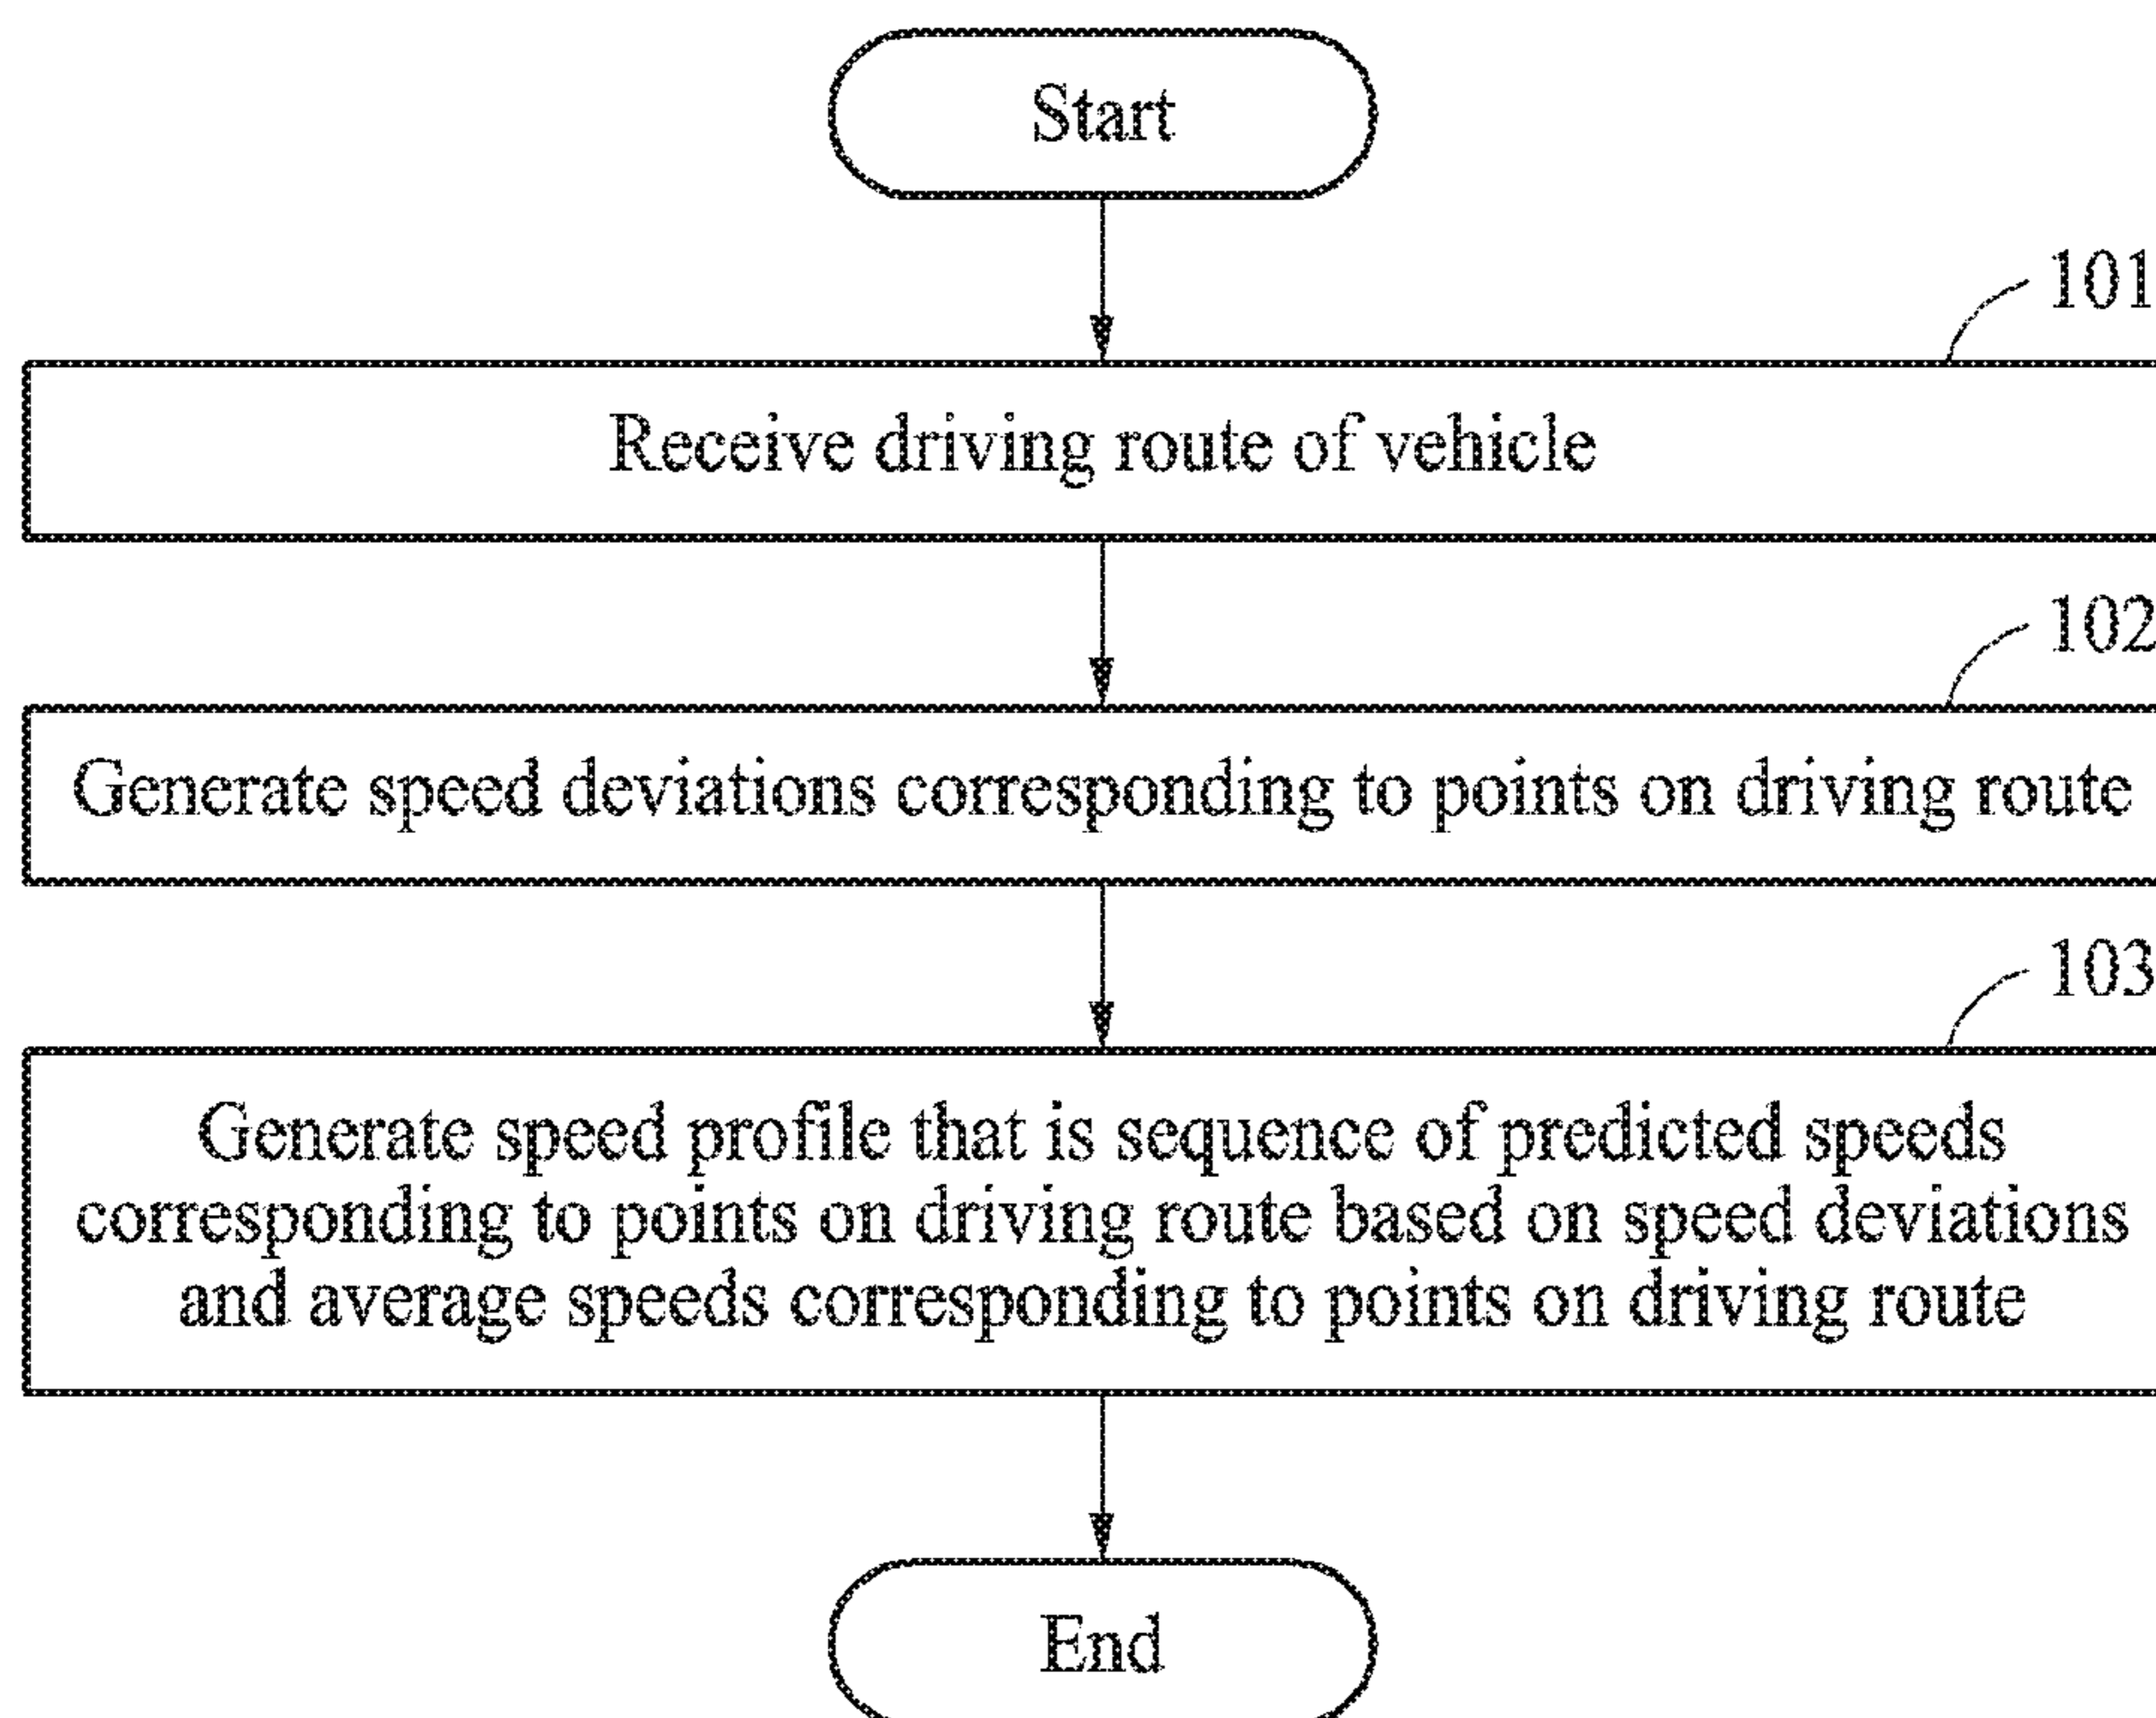 Start
101
Receive driving route of vehicle
102
Generate speed deviations corresponding to points on driving route
103
Generate speed profile that is sequence of predicted speeds
corresponding to points on driving route based on speed deviations
and average speeds corresponding to points on driving route
End